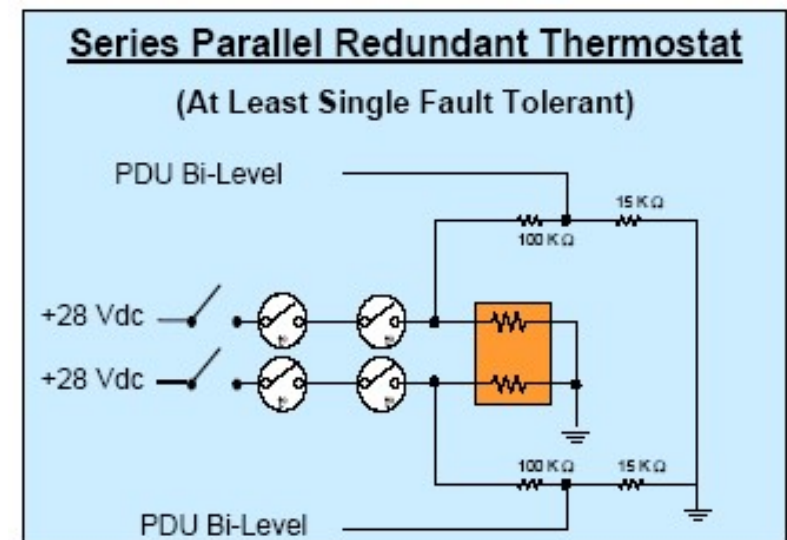 Series Parallel Redundant Thermostat
(At Least Single Fault Tolerant)
PDU Bi-Level
15 KΩ
100 KΩ
+28 Vdc
+28 Vdc
100 KΩ 15 KΩ
PDU Bi-Level